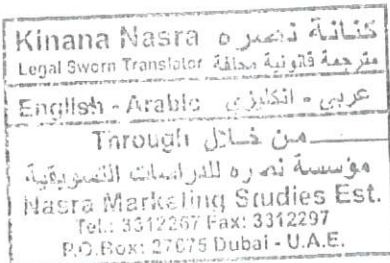 Kinana Nasra كنانة نصره
Legal Sworn Translator مترجمة قانونية محلفة
English - Arabic عربي - انكليزي
Through من خلال
مؤسسة نصره للدراسات التسويقية
Nasra Marketing Studies Est.
Tel.: 3312267 Fax: 3312297
P.O.Box: 27675 Dubai - U.A.E.